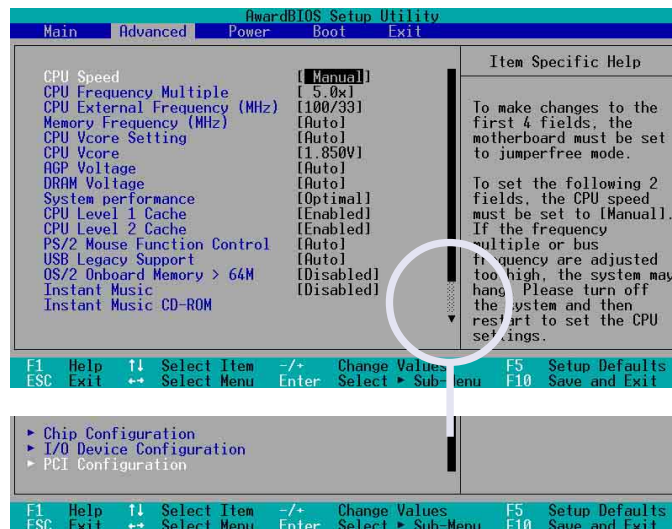 AwardBIOS Setup Utility
Main Advanced Power Boot Exit
Item Specific Help
CPU Speed [ Manual]
CPU Frequency Multiple [ 5.0x]
CPU External Frequency (MHz) [100/33]
Memory Frequency (MHz) [Auto]
CPU Vcore Setting [Auto]
CPU Vcore [1.850V]
AGP Voltage [Auto]
DRAM Voltage [Auto]
System performance [Optimal]
CPU Level 1 Cache [Enabled]
CPU Level 2 Cache [Enabled]
PS/2 Mouse Function Control [Auto]
USB Legacy Support [Auto]
OS/2 Onboard Memory > 64M [Disabled]
Instant Music [Disabled]
Instant Music CD-ROM
To make changes to the
first 4 fields, the
motherboard must be set
to jumperfree mode.
To set the following 2
fields, the CPU speed
must be set to [Manual].
If the frequency
multiple or bus
frequency are adjusted
too high, the system may
hang. Please turn off
the system and then
restart to set the CPU
settings.
F1 Help ↑↓ Select Item -/+ Change Values F5 Setup Defaults
ESC Exit ←→ Select Menu Enter Select ► Sub-Menu F10 Save and Exit
► Chip Configuration
► I/O Device Configuration
► PCI Configuration
F1 Help ↑↓ Select Item -/+ Change Values F5 Setup Defaults
ESC Exit ←→ Select Menu Enter Select ► Sub-Menu F10 Save and Exit